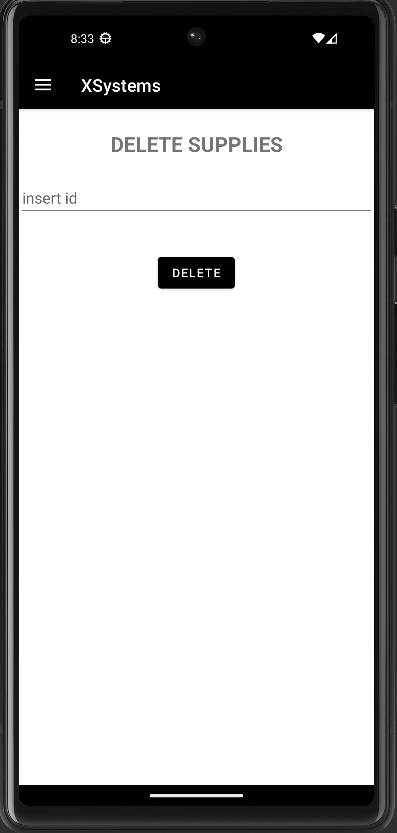 8:33
XSystems
DELETE SUPPLIES
insert id
DELETE